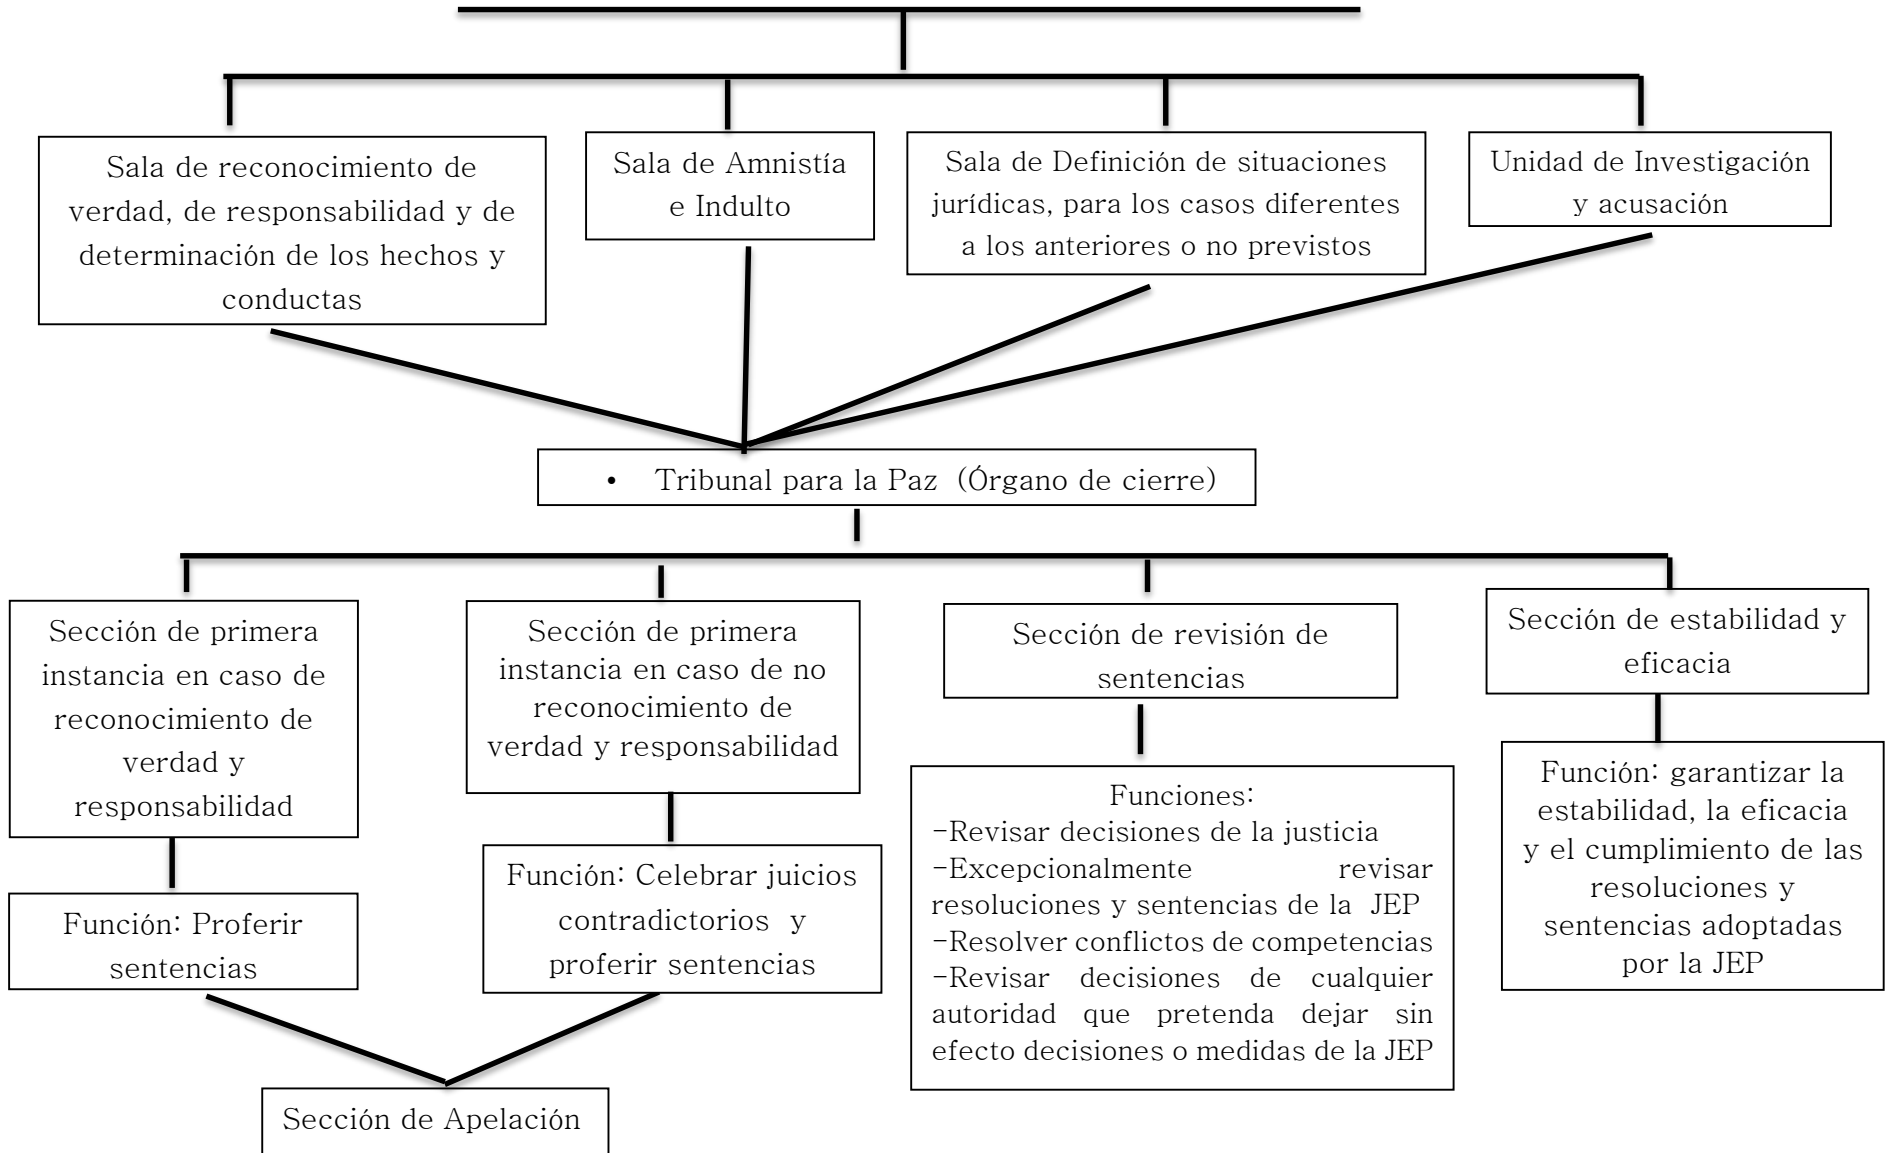 Sala de reconocimiento de
verdad, de responsabilidad y de
determinación de los hechos y
conductas
Sala de Amnistía
e Indulto
Sala de Definición de situaciones
jurídicas, para los casos diferentes
a los anteriores o no previstos
Unidad de Investigación
y acusación
• Tribunal para la Paz (Órgano de cierre)
Sección de primera
instancia en caso de
reconocimiento de
verdad y
responsabilidad
Sección de primera
instancia en caso de no
reconocimiento de
verdad y responsabilidad
Sección de revisión de
sentencias
Sección de estabilidad y
eficacia
Función: Proferir
sentencias
Función: Celebrar juicios
contradictorios y
proferir sentencias
Funciones:
-Revisar decisiones de la justicia
-Excepcionalmente revisar
resoluciones y sentencias de la JEP
-Resolver conflictos de competencias
-Revisar decisiones de cualquier
autoridad que pretenda dejar sin
efecto decisiones o medidas de la JEP
Función: garantizar la
estabilidad, la eficacia
y el cumplimiento de las
resoluciones y
sentencias adoptadas
por la JEP
Sección de Apelación